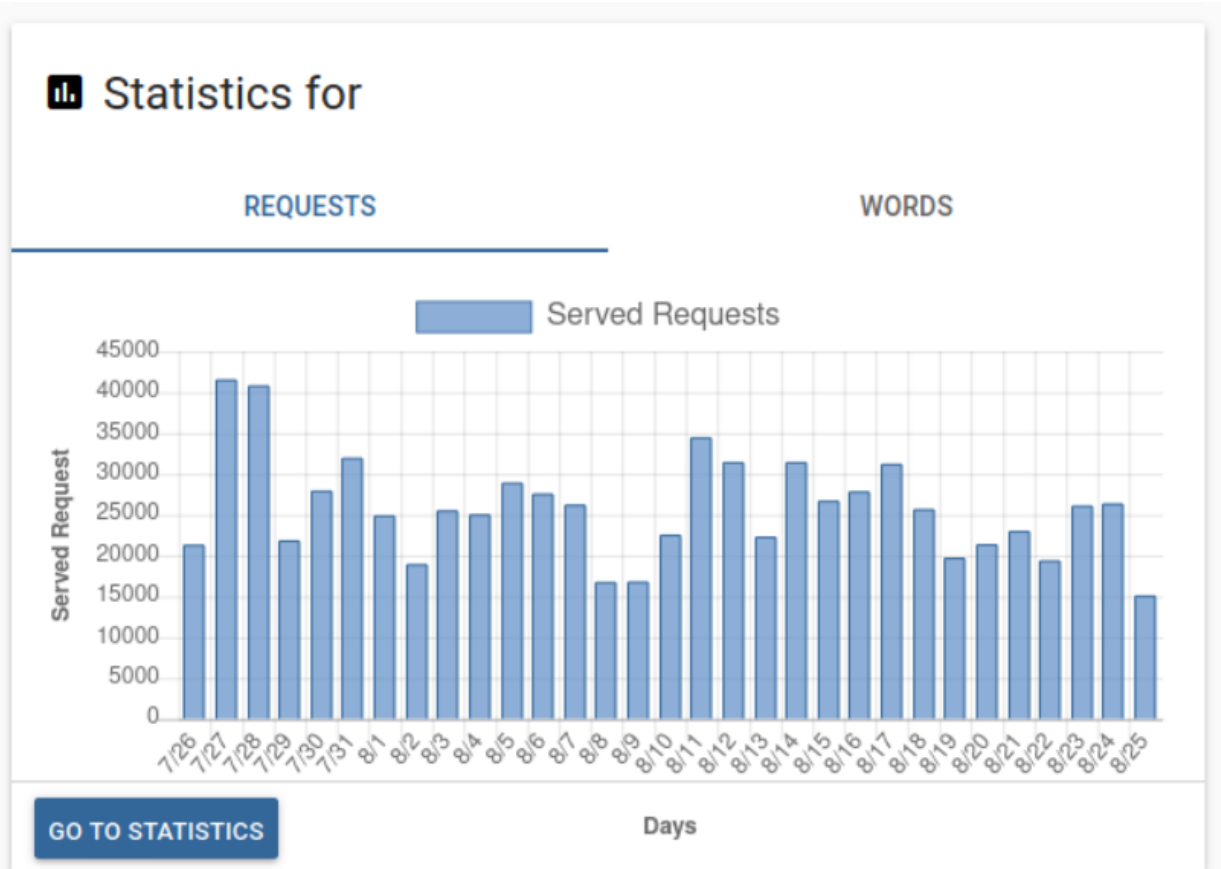 Statistics for
REQUESTS WORDS
Served Requests
45000
40000
35000
30000
25000
20000
15000
10000
5000
0
Served Request
7/26 7/27 7/28 7/29 7/30 7/31 8/1 8/2 8/3 8/4 8/5 8/6 8/7 8/8 8/9 8/10 8/11 8/12 8/13 8/14 8/15 8/16 8/17 8/18 8/19 8/20 8/21 8/22 8/23 8/24 8/25
Days
GO TO STATISTICS